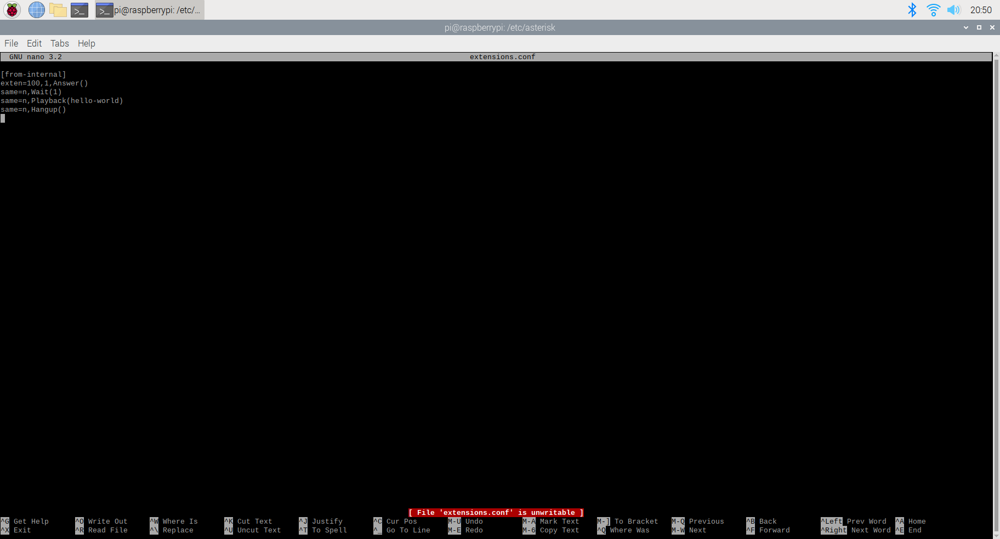 pi@raspberrypi: /etc/... 20:50
pi@raspberrypi: /etc/asterisk
File Edit Tabs Help
GNU nano 3.2 extensions.conf
[from-internal]
exten=100,1,Answer()
same=n,Wait(1)
same=n,Playback(hello-world)
same=n,Hangup()
[ File 'extensions.conf' is unwritable ]
^G Get Help ^O Write Out ^W Where Is ^K Cut Text ^J Justify ^C Cur Pos M-U Undo M-A Mark Text M-] To Bracket M-Q Previous ^B Back ^Left Prev Word ^A Home
^X Exit ^R Read File ^\ Replace ^U Uncut Text ^T To Spell ^_ Go To Line M-E Redo M-6 Copy Text ^Q Where Was M-W Next ^F Forward ^Right Next Word ^E End